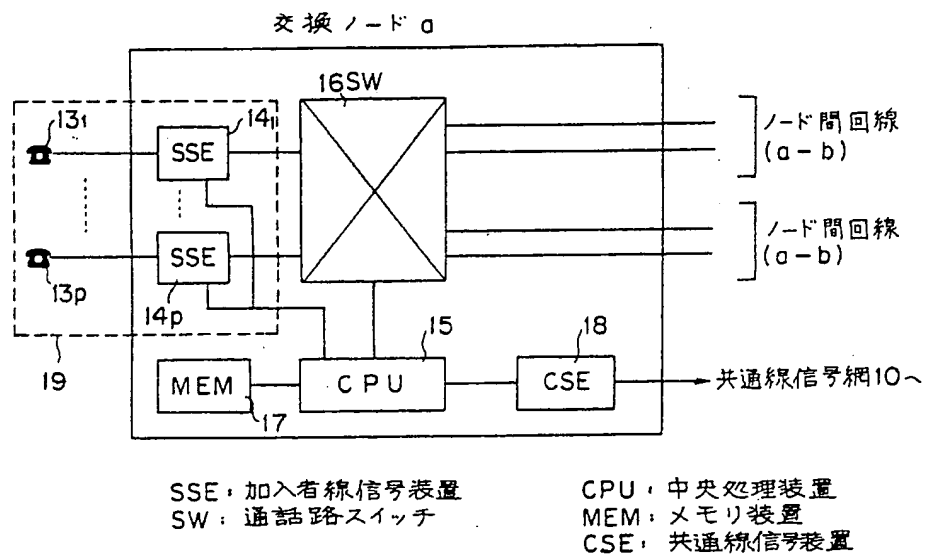 交換ノード a
16SW
13₁
14₁
SSE
ノード間回線
(a-b)
SSE
ノード間回線
(a-b)
13p
14p
15
18
19
MEM
CPU
CSE
共通線信号網10へ
17
SSE: 加入者線信号装置
SW: 通話路スイッチ
CPU: 中央処理装置
MEM: メモリ装置
CSE: 共通線信号装置